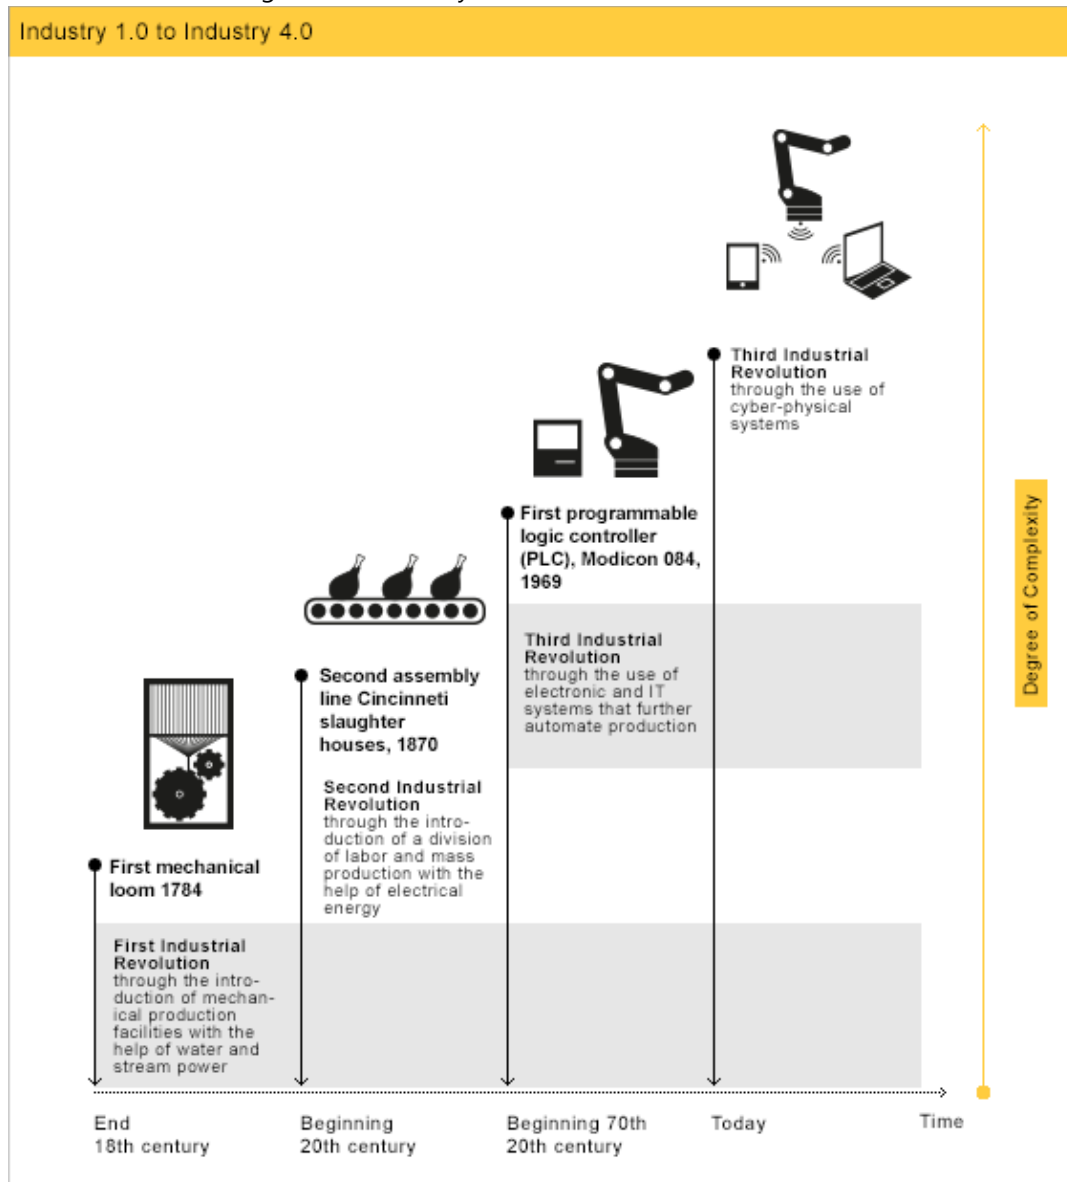 Industry 1.0 to Industry 4.0
Third Industrial
Revolution
through the use of
cyber-physical
systems
First programmable
logic controller
(PLC), Modicon 084,
1969
Third Industrial
Revolution
through the use of
electronic and IT
systems that further
automate production
Second assembly
line Cincinneti
slaughter
houses, 1870
Second Industrial
Revolution
through the intro-
duction of a division
of labor and mass
production with the
help of electrical
energy
First mechanical
loom 1784
First Industrial
Revolution
through the intro-
duction of mechan-
ical production
facilities with the
help of water and
stream power
Degree of Complexity
End
18th century
Beginning
20th century
Beginning 70th
20th century
Today
Time